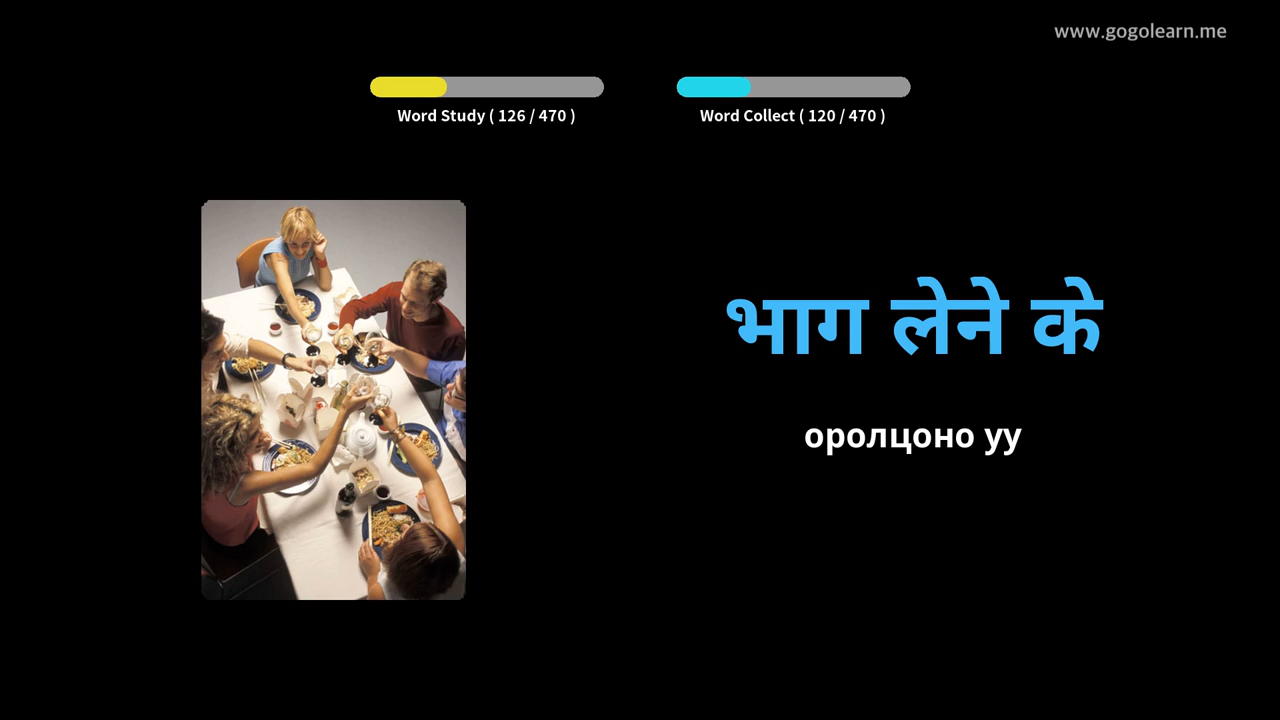 www.gogolearn.me
Word Study ( 126 / 470 )
Word Collect ( 120 / 470 )
भाग लेने के
оролцоно уу